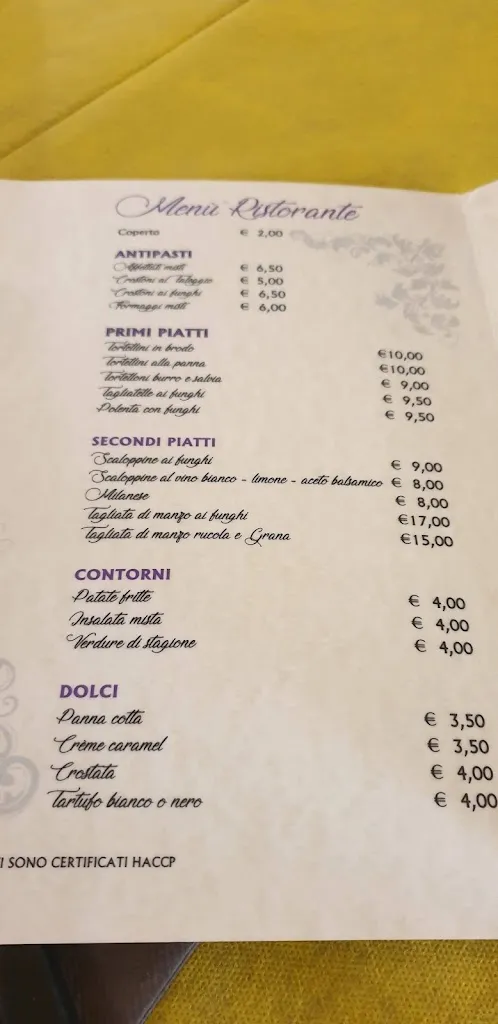 Menù Ristorante
Coperto € 2,00
ANTIPASTI
Affettati misti € 6,50
Crostoni al Taleggio € 5,00
Crostoni ai funghi € 6,50
Formaggi misti € 6,00
PRIMI PIATTI
Tortellini in brodo €10,00
Tortellini alla panna €10,00
Tortelloni burro e salvia € 9,00
Tagliatelle ai funghi € 9,50
Polenta con funghi € 9,50
SECONDI PIATTI
Scaloppine ai funghi € 9,00
Scaloppine al vino bianco - limone - aceto balsamico € 8,00
Milanese € 8,00
Tagliata di manzo ai funghi €17,00
Tagliata di manzo rucola e Grana €15,00
CONTORNI
Patate fritte € 4,00
Insalata mista € 4,00
Verdure di stagione € 4,00
DOLCI
Panna cotta € 3,50
Crème caramel € 3,50
Crostata € 4,00
Tartufo bianco o nero € 4,00
I SONO CERTIFICATI HACCP